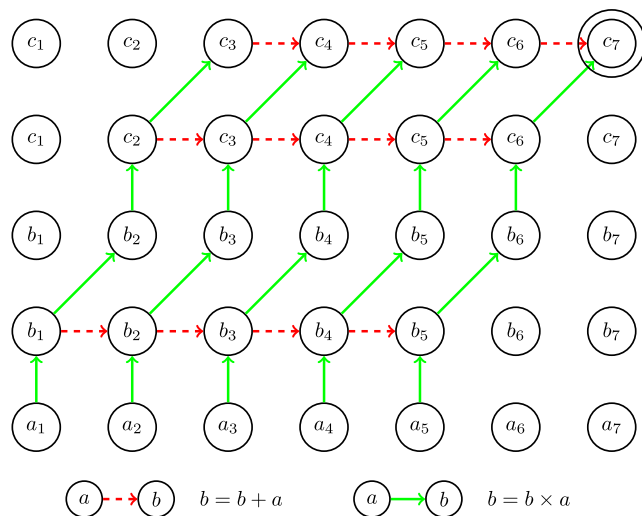 c₁ c₂ c₃ c₄ c₅ c₆ c₇
c₁ c₂ c₃ c₄ c₅ c₆ c₇
b₁ b₂ b₃ b₄ b₅ b₆ b₇
b₁ b₂ b₃ b₄ b₅ b₆ b₇
a₁ a₂ a₃ a₄ a₅ a₆ a₇
a b b = b + a a b b = b × a